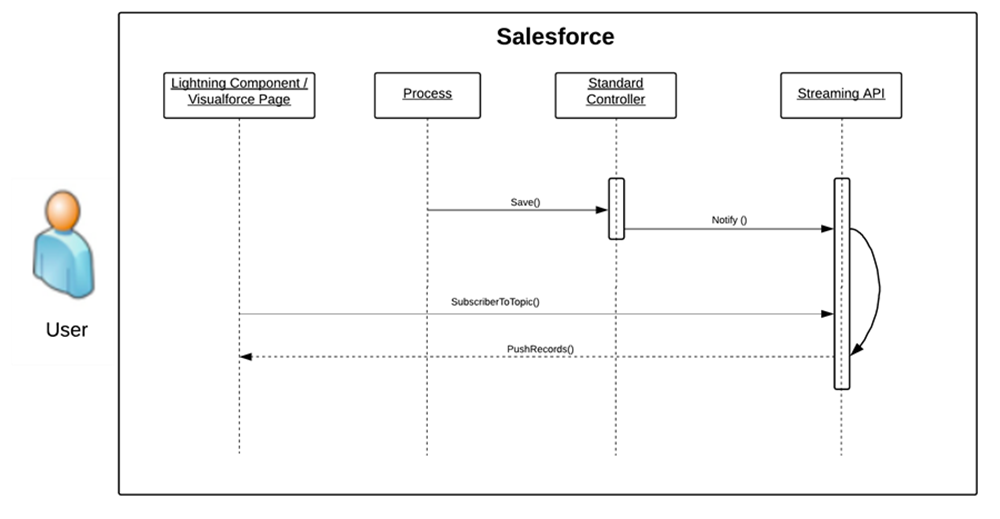 Salesforce
Lightning Component /
Visualforce Page
Process
Standard
Controller
Streaming API
Save()
Notify ()
SubscriberToTopic()
PushRecords()
User